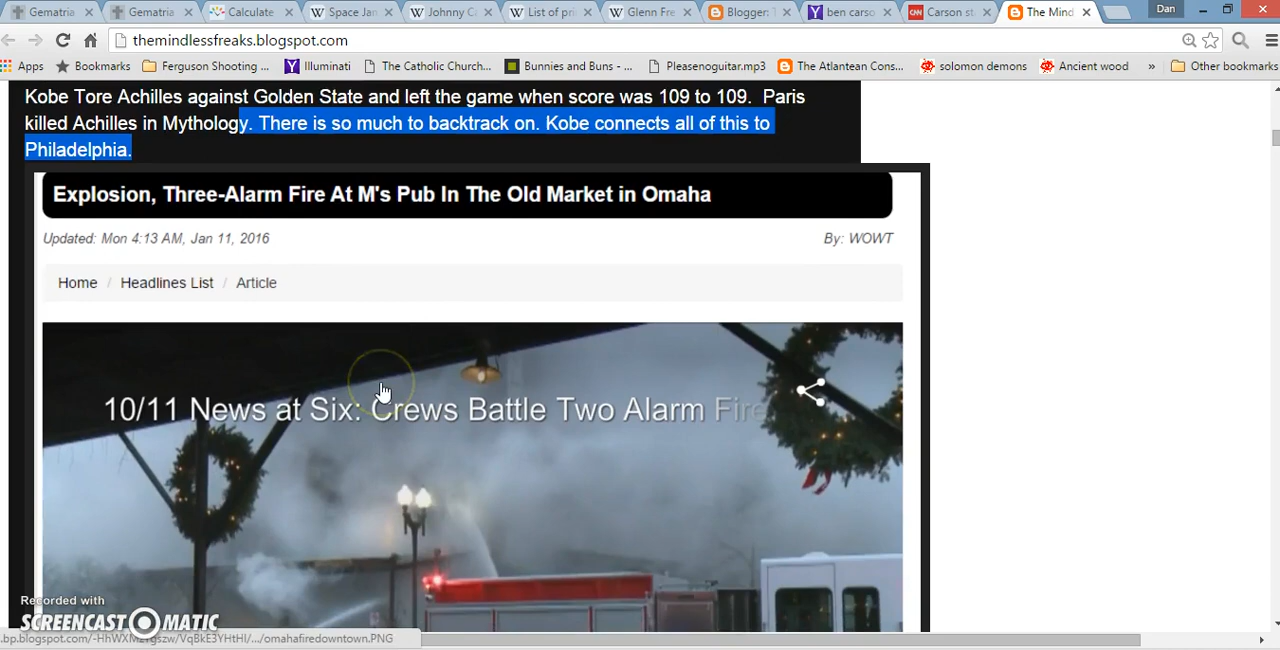 Gematria
Gematria
Calculate
Space Jan
Johnny C
List of pri
Glenn Fre
Blogger: T
ben carso
Carson st
The Mind
Dan
themindlessfreaks.blogspot.com
Apps
Bookmarks
Ferguson Shooting ...
Illuminati
The Catholic Church...
Bunnies and Buns - ...
Pleasenoguitar.mp3
The Atlantean Cons...
solomon demons
Ancient wood
»
Other bookmarks
Kobe Tore Achilles against Golden State and left the game when score was 109 to 109. Paris
killed Achilles in Mythology. There is so much to backtrack on. Kobe connects all of this to
Philadelphia.
Explosion, Three-Alarm Fire At M's Pub In The Old Market in Omaha
Updated: Mon 4:13 AM, Jan 11, 2016
By: WOWT
Home / Headlines List / Article
10/11 News at Six: Crews Battle Two Alarm Fire
Recorded with
SCREENCAST MATIC